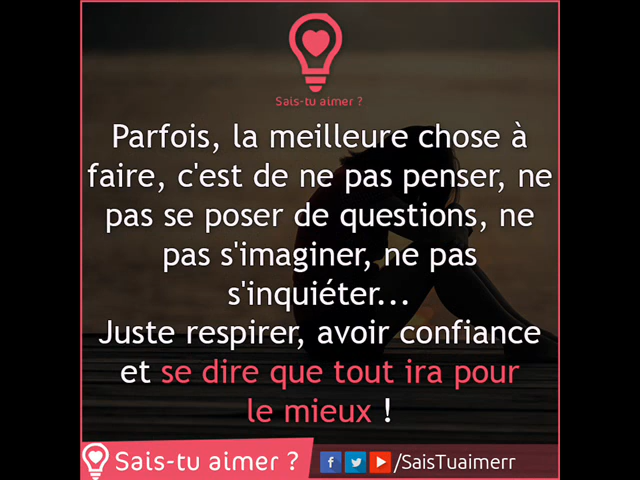 Sais-tu aimer ?
Parfois, la meilleure chose à
faire, c'est de ne pas penser, ne
pas se poser de questions, ne
pas s'imaginer, ne pas
s'inquiéter...
Juste respirer, avoir confiance
et se dire que tout ira pour
le mieux !
Sais-tu aimer ?
/SaisTuaimerr